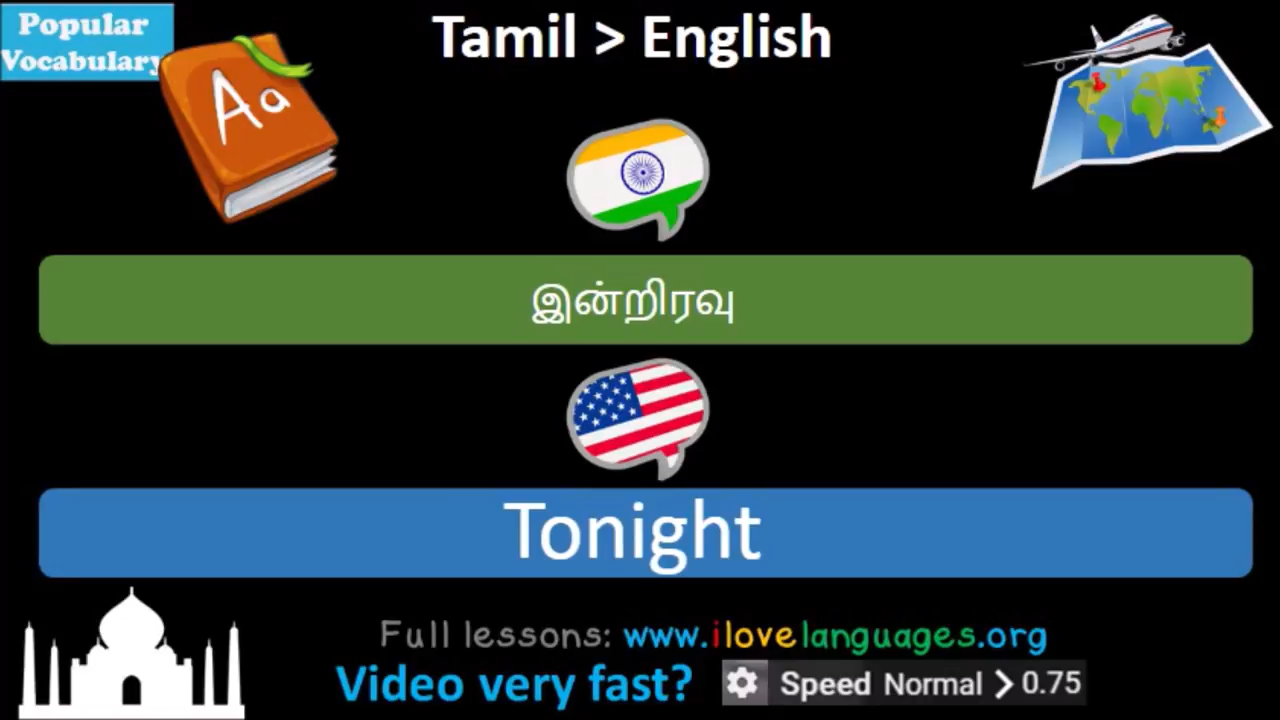 Popular
Vocabulary
Tamil > English
Aa
இன்றிரவு
Tonight
Full lessons: www.ilovelanguages.org
Video very fast? Speed Normal > 0.75